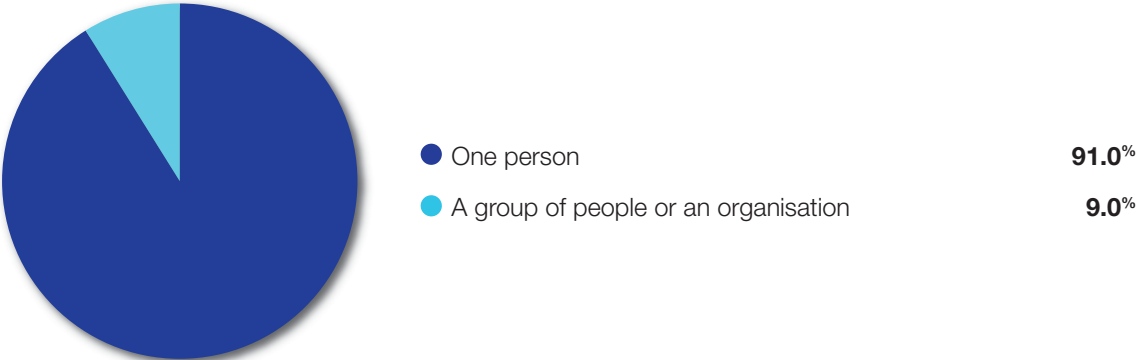 One person 91.0%
A group of people or an organisation 9.0%